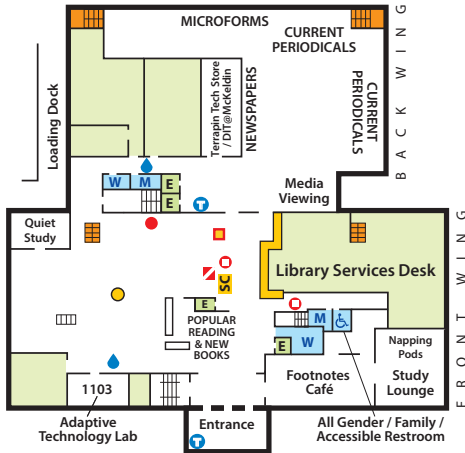 MICROFORMS
CURRENT
PERIODICALS
BACK WING
Loading Dock
Terrapin Tech Store
/ DIT@McKeldin
NEWSPAPERS
CURRENT
PERIODICALS
W
M
E
E
T
Media
Viewing
Quiet
Study
Library Services Desk
SC
E
POPULAR
READING
& NEW
BOOKS
M
W
E
FRONT WING
Napping
Pods
Footnotes
Café
Study
Lounge
1103
Adaptive
Technology Lab
Entrance
T
All Gender / Family /
Accessible Restroom